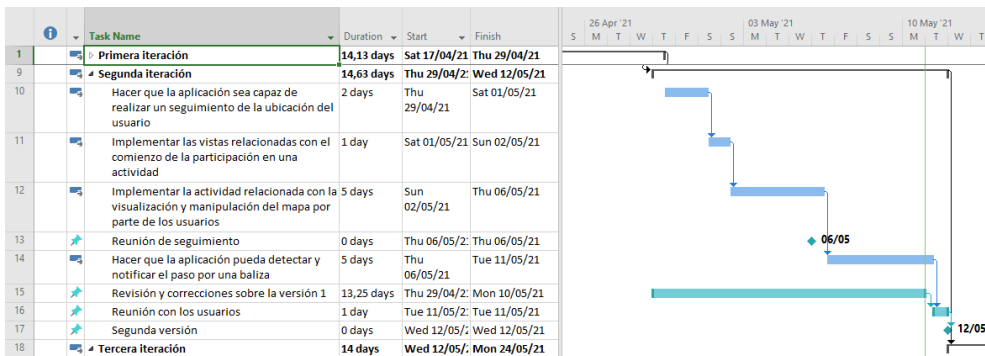 26 Apr '21 03 May '21 10 May '21
Task Name Duration Start Finish S M T W T F S S M T W T F S S M T W T
1 Primera iteración 14,13 days Sat 17/04/21 Thu 29/04/21
9 Segunda iteración 14,63 days Thu 29/04/2 Wed 12/05/21
10 Hacer que la aplicación sea capaz de 2 days Thu Sat 01/05/21
realizar un seguimiento de la ubicación del 29/04/21
usuario
11 Implementar las vistas relacionadas con el 1 day Sat 01/05/21 Sun 02/05/21
comienzo de la participación en una
actividad
12 Implementar la actividad relacionada con la 5 days Sun Thu 06/05/21
visualización y manipulación del mapa por 02/05/21
parte de los usuarios
13 Reunión de seguimiento 0 days Thu 06/05/2 Thu 06/05/21 06/05
14 Hacer que la aplicación pueda detectar y 5 days Thu Tue 11/05/21
notificar el paso por una baliza 06/05/21
15 Revisión y correcciones sobre la versión 1 13,25 days Thu 29/04/2 Mon 10/05/21
16 Reunión con los usuarios 1 day Tue 11/05/2 Tue 11/05/21
17 Segunda versión 0 days Wed 12/05/ Wed 12/05/21 12/05
18 Tercera iteración 14 days Wed 12/05/ Mon 24/05/21